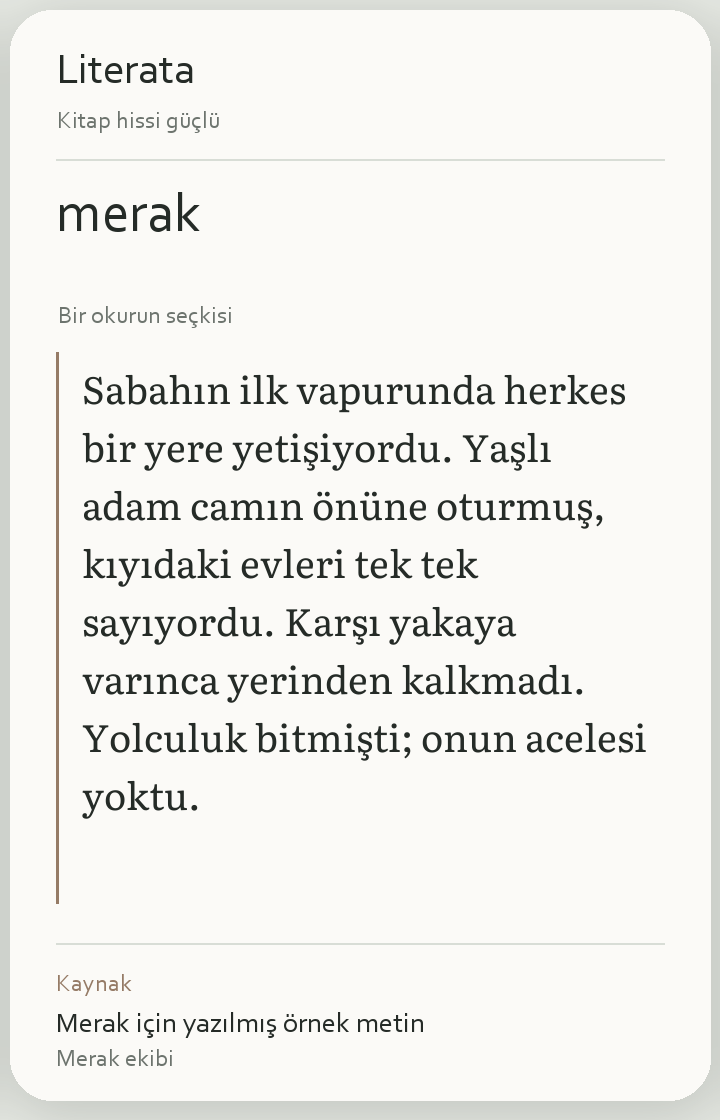 Literata
Kitap hissi güçlü
merak
Bir okurun seçkisi
Sabahın ilk vapurunda herkes
bir yere yetişiyordu. Yaşlı
adam camın önüne oturmuş,
kıyıdaki evleri tek tek
sayıyordu. Karşı yakaya
varınca yerinden kalkmadı.
Yolculuk bitmişti; onun acelesi
yoktu.
Kaynak
Merak için yazılmış örnek metin
Merak ekibi